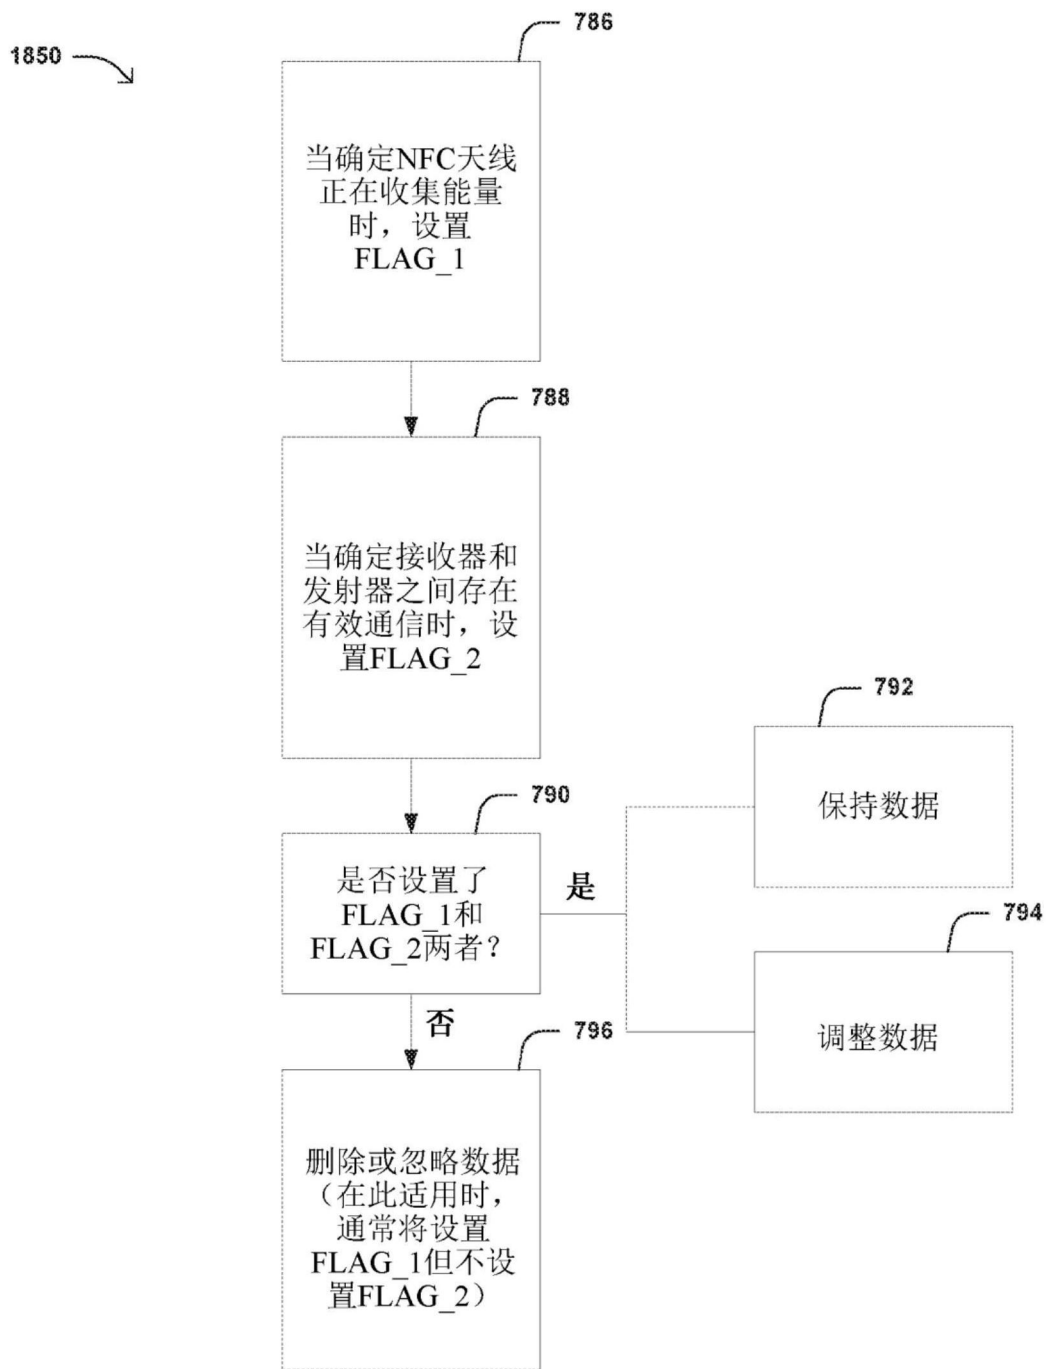 1850
786
当确定NFC天线
正在收集能量
时，设置
FLAG_1
788
当确定接收器和
发射器之间存在
有效通信时，设
置FLAG_2
790
是否设置了
FLAG_1和
FLAG_2两者？
是
792
保持数据
794
调整数据
否
796
删除或忽略数据
（在此适用时，
通常将设置
FLAG_1但不设
置FLAG_2）